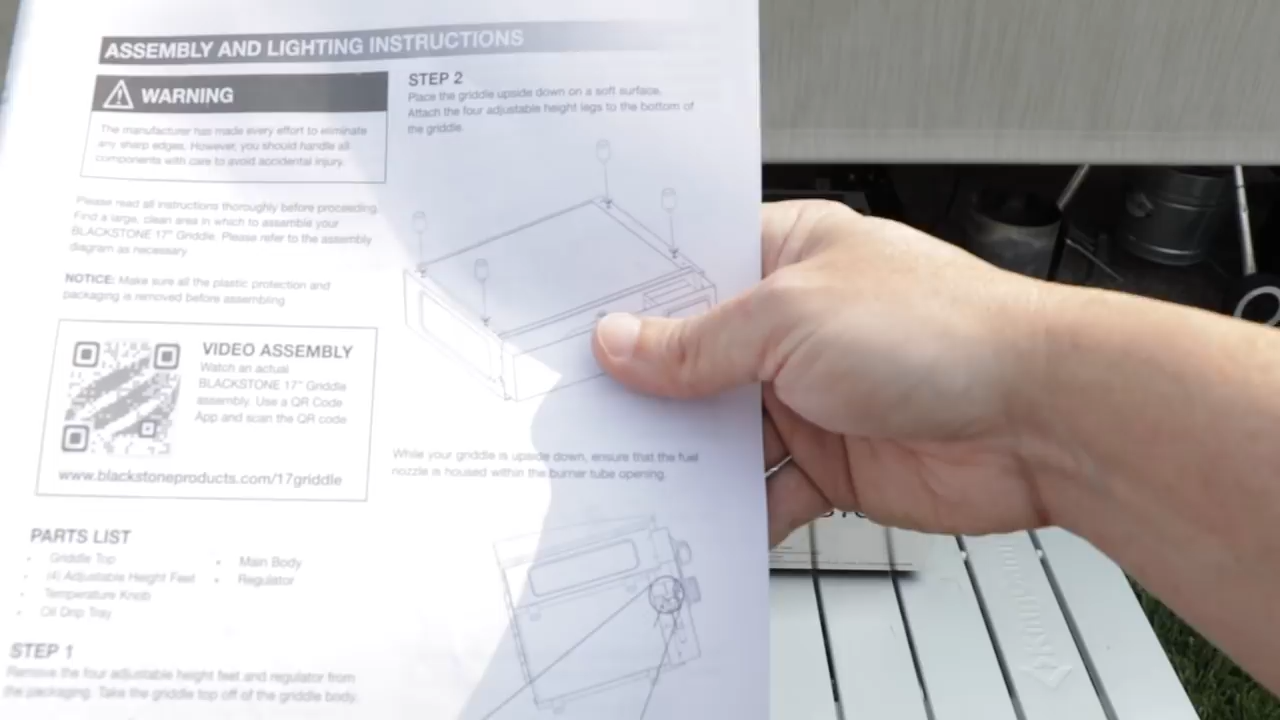 ASSEMBLY AND LIGHTING INSTRUCTIONS
WARNING
The manufacturer has made every effort to eliminate
any sharp edges. However, you should handle all
components with care to avoid accidental injury.
Please read all instructions thoroughly before proceeding.
Find a large, clean area in which to assemble your
BLACKSTONE 17" Griddle. Please refer to the assembly
diagram as necessary.
NOTICE: Make sure all the plastic protection and
packaging is removed before assembling
VIDEO ASSEMBLY
Watch an actual
BLACKSTONE 17" Griddle
assembly. Use a QR Code
App and scan the QR code
www.blackstoneproducts.com/17griddle
PARTS LIST
Griddle Top
(4) Adjustable Height Feet
Temperature Knob
Oil Drip Tray
Main Body
Regulator
STEP 1
Remove the four adjustable height feet and regulator from
the packaging. Take the griddle top off of the griddle body.
STEP 2
Place the griddle upside down on a soft surface.
Attach the four adjustable height legs to the bottom of
the griddle.
While your griddle is upside down, ensure that the fuel
nozzle is housed within the burner tube opening.